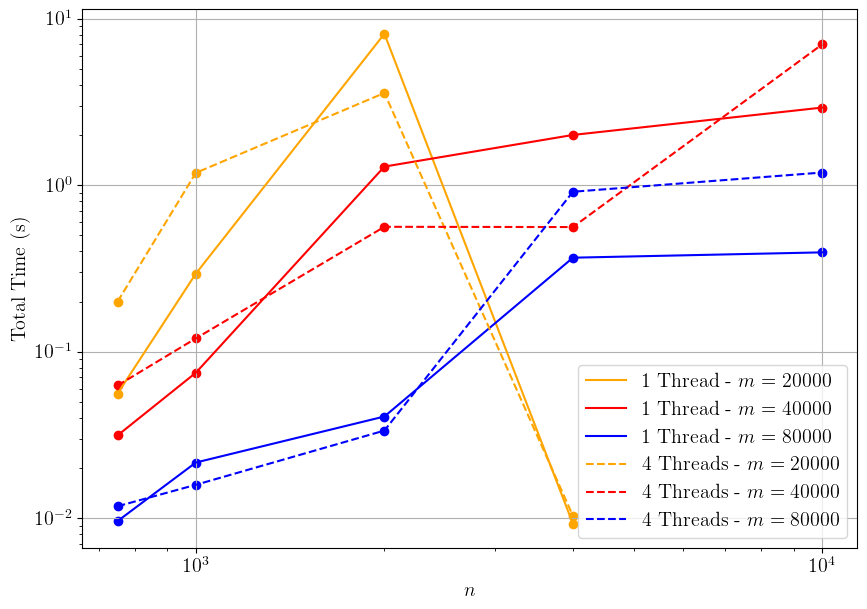 10^1
10^0
10^{-1}
10^{-2}
Total Time (s)
10^3
10^4
n
1 Thread - m = 20000
1 Thread - m = 40000
1 Thread - m = 80000
4 Threads - m = 20000
4 Threads - m = 40000
4 Threads - m = 80000